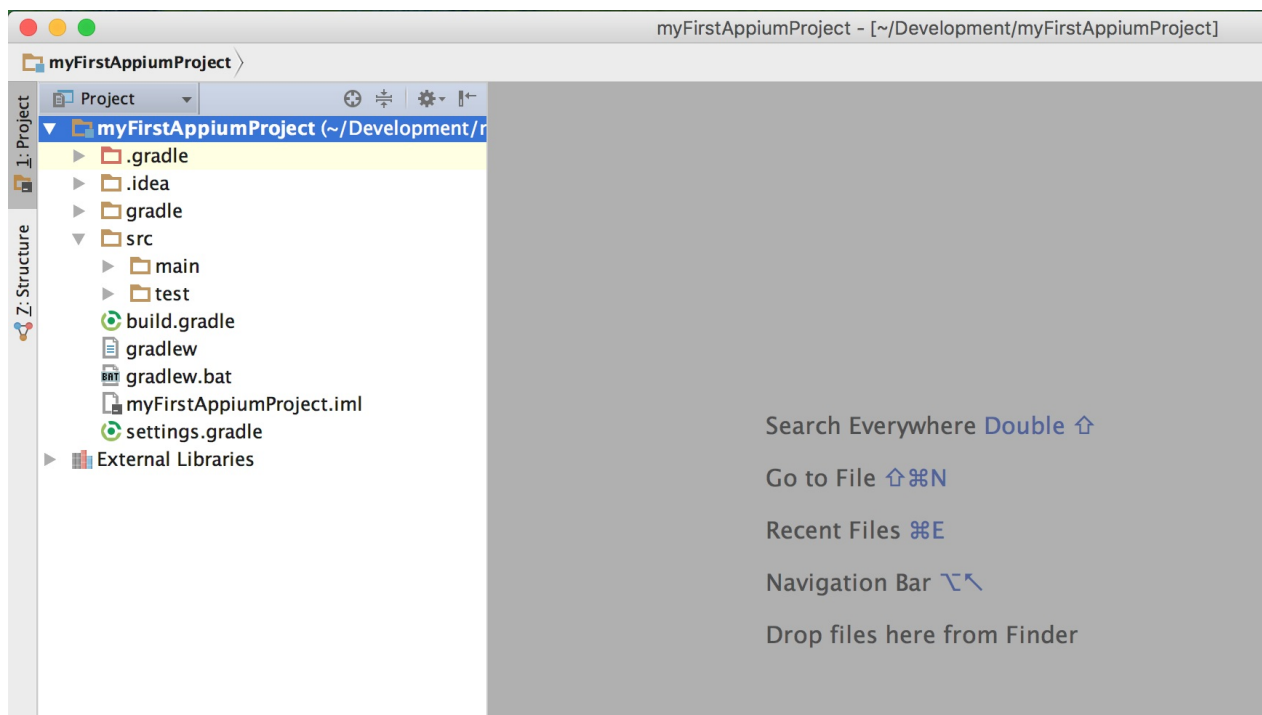 myFirstAppiumProject - [~/Development/myFirstAppiumProject]
myFirstAppiumProject
1: Project
Z: Structure
Project
myFirstAppiumProject (~/Development/
.gradle
.idea
gradle
src
main
test
build.gradle
gradlew
BAT gradlew.bat
myFirstAppiumProject.iml
settings.gradle
External Libraries
Search Everywhere Double ⇧
Go to File ⇧⌘N
Recent Files ⌘E
Navigation Bar ⌥↖
Drop files here from Finder